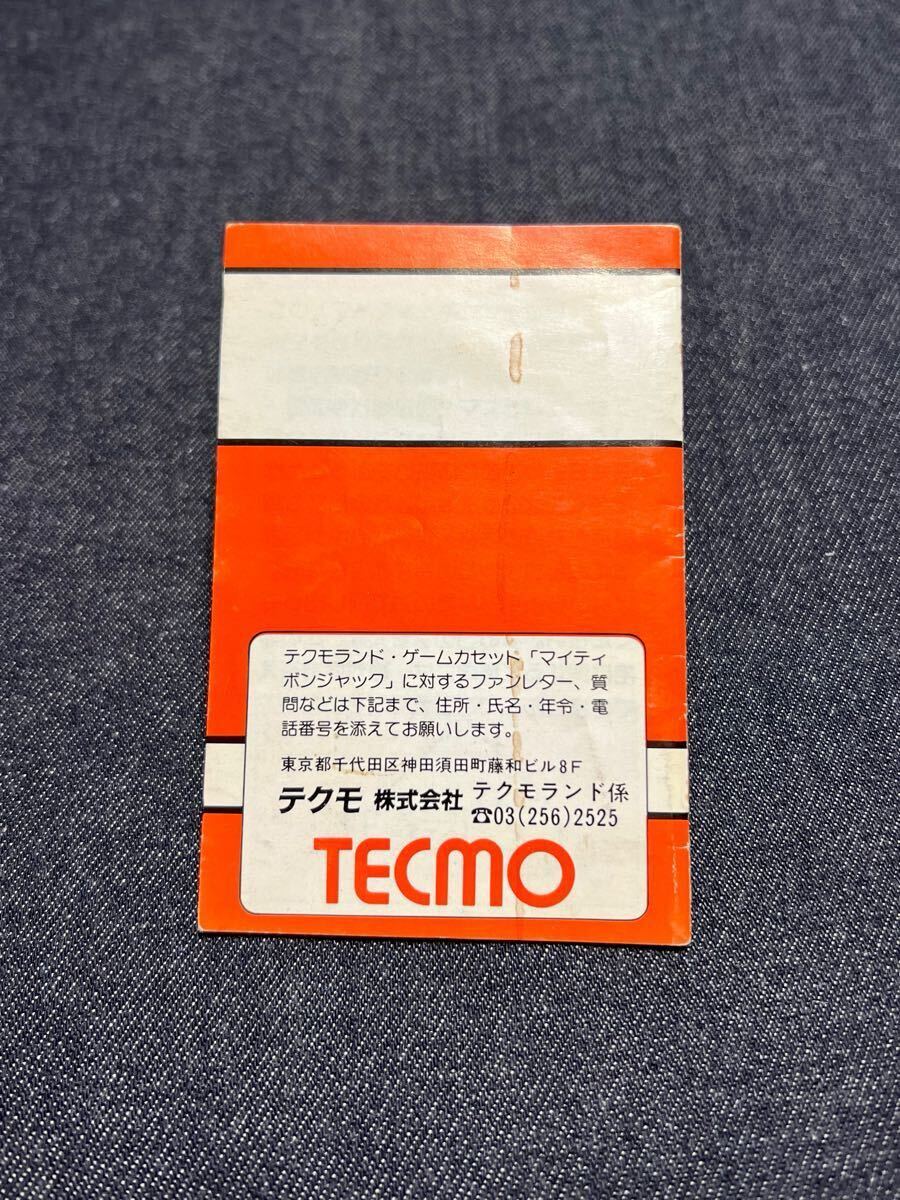 テクモランド・ゲームカセット「マイティ
ボンジャック」に対するファンレター、質
問などは下記まで、住所・氏名・年令・電
話番号を添えてお願いします。
東京都千代田区神田須田町藤和ビル8F
テクモ 株式会社 テクモランド係
☎03(256)2525
TECMO